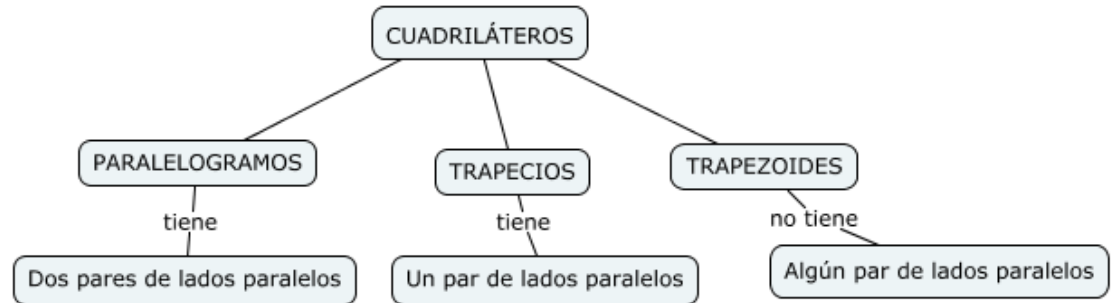 CUADRILÁTEROS
PARALELOGRAMOS
TRAPECIOS
TRAPEZOIDES
tiene
tiene
no tiene
Dos pares de lados paralelos
Un par de lados paralelos
Algún par de lados paralelos